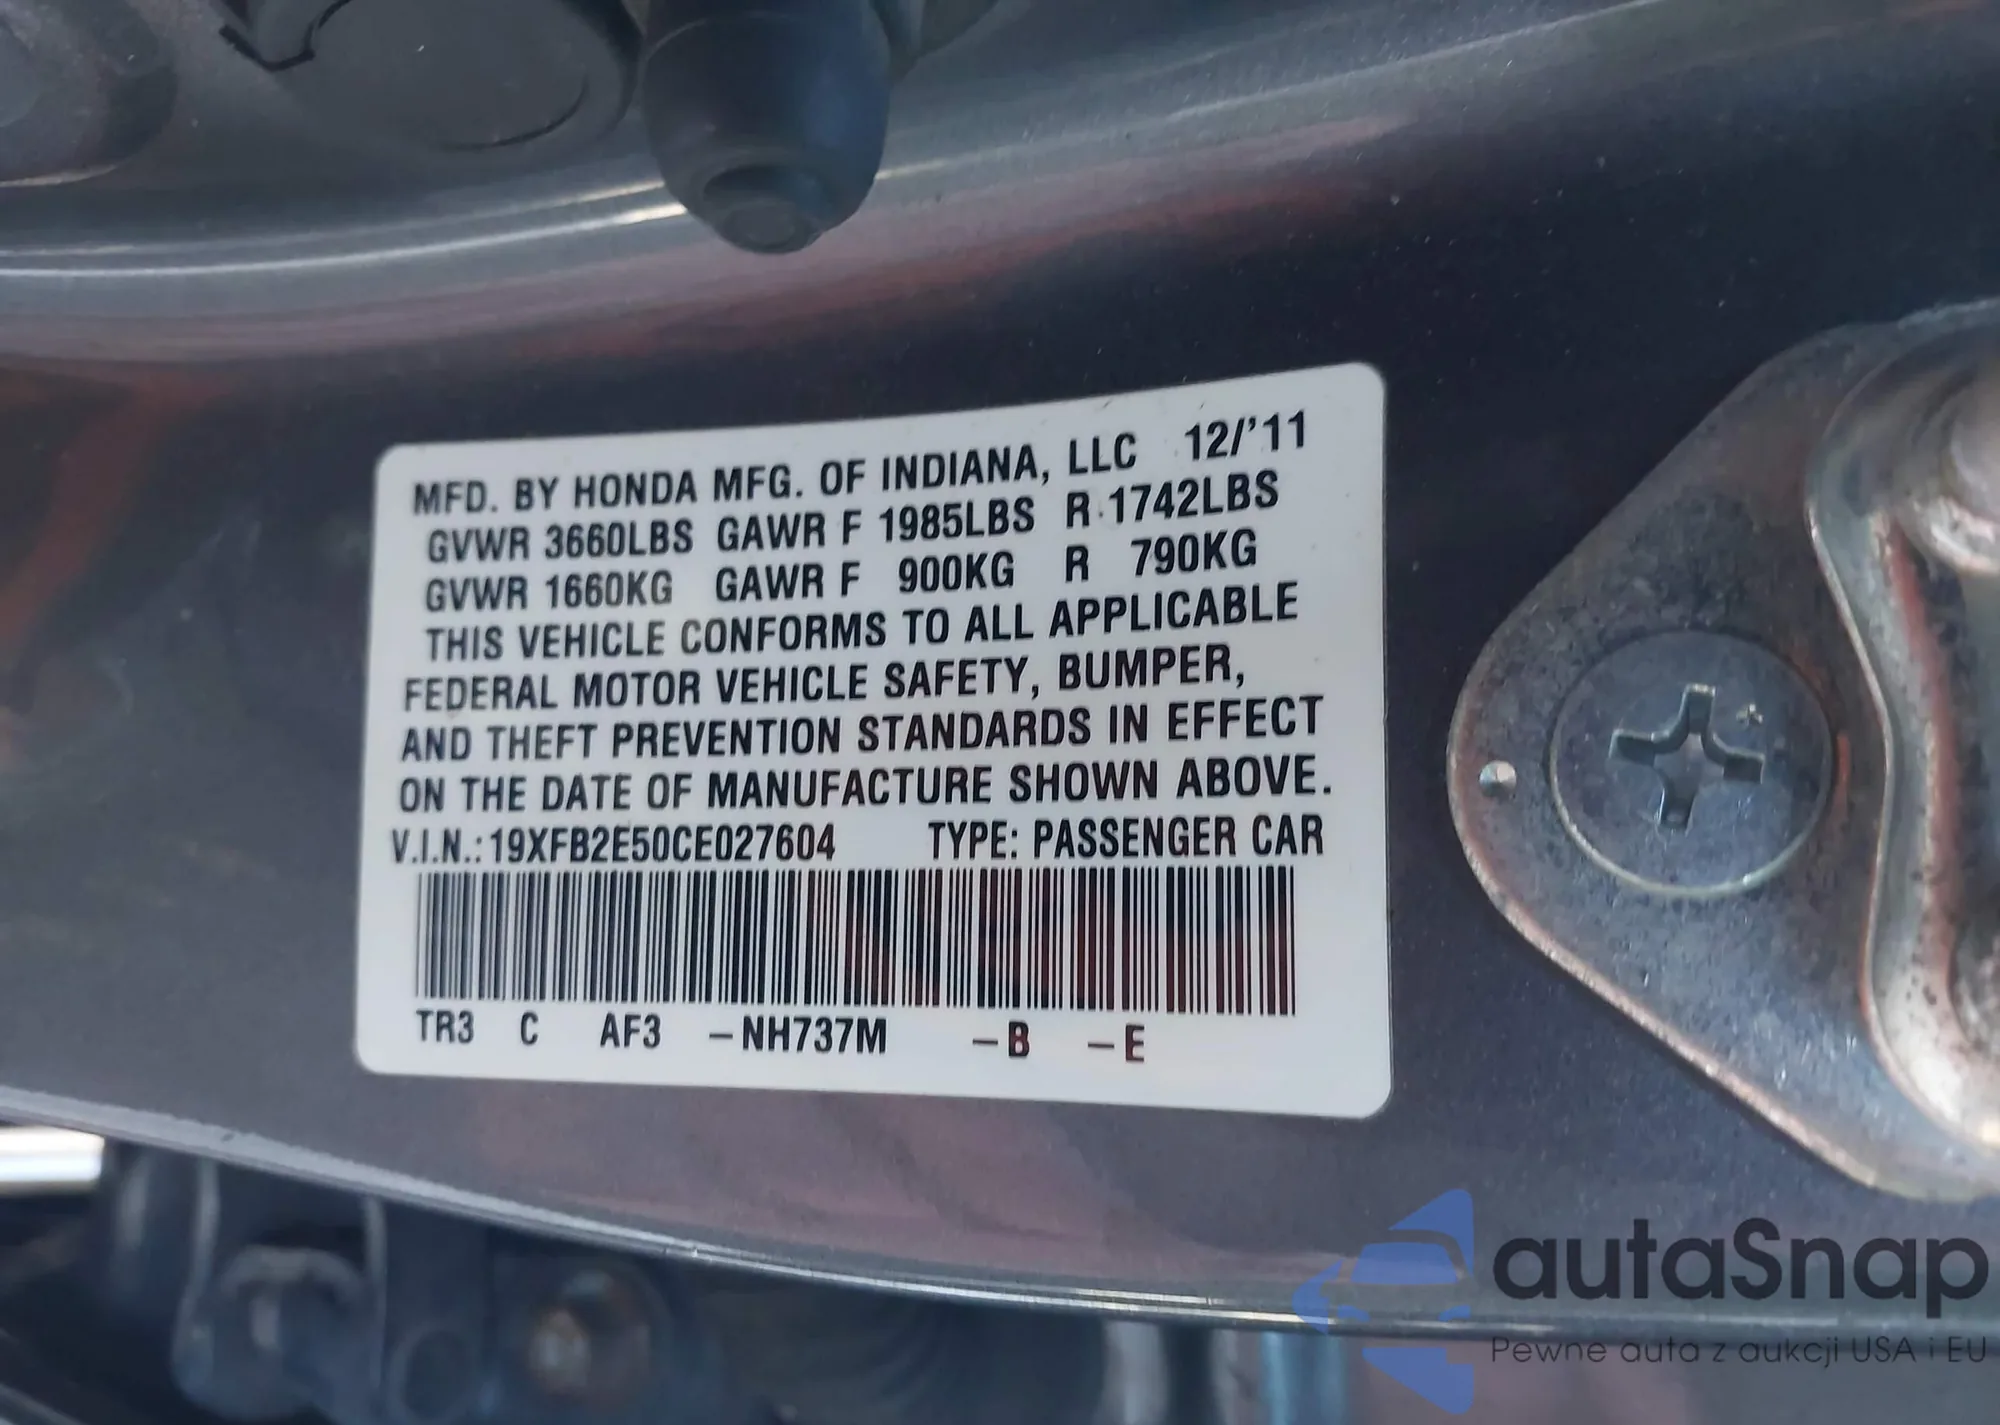 MFD. BY HONDA MFG. OF INDIANA, LLC 12/'11
GVWR 3660LBS GAWR F 1985LBS R 1742LBS
GVWR 1660KG GAWR F 900KG R 790KG
THIS VEHICLE CONFORMS TO ALL APPLICABLE
FEDERAL MOTOR VEHICLE SAFETY, BUMPER,
AND THEFT PREVENTION STANDARDS IN EFFECT
ON THE DATE OF MANUFACTURE SHOWN ABOVE.
V.I.N.: 19XFB2E50CE027604 TYPE: PASSENGER CAR
TR3 C AF3 –NH737M –B –E
autaSnap
Pewne auta z aukcji USA i EU